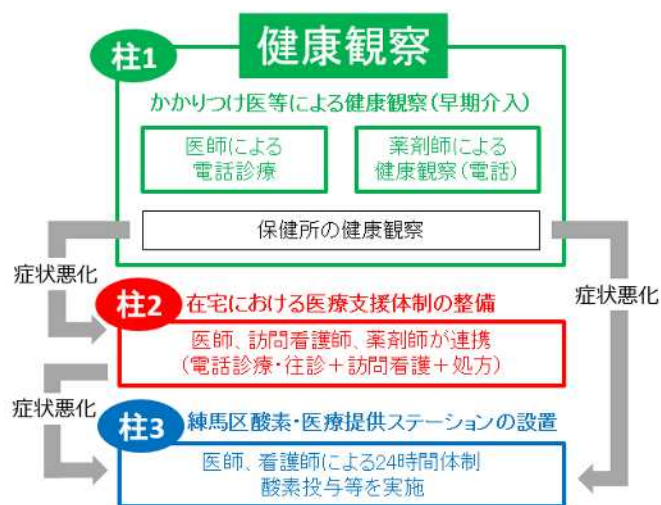 柱1
健康観察
かかりつけ医等による健康観察(早期介入)
医師による
電話診療
薬剤師による
健康観察(電話)
保健所の健康観察
症状悪化
症状悪化
柱2
在宅における医療支援体制の整備
医師、訪問看護師、薬剤師が連携
(電話診療・往診+訪問看護+処方)
症状悪化
柱3
練馬区酸素・医療提供ステーションの設置
医師、看護師による24時間体制
酸素投与等を実施